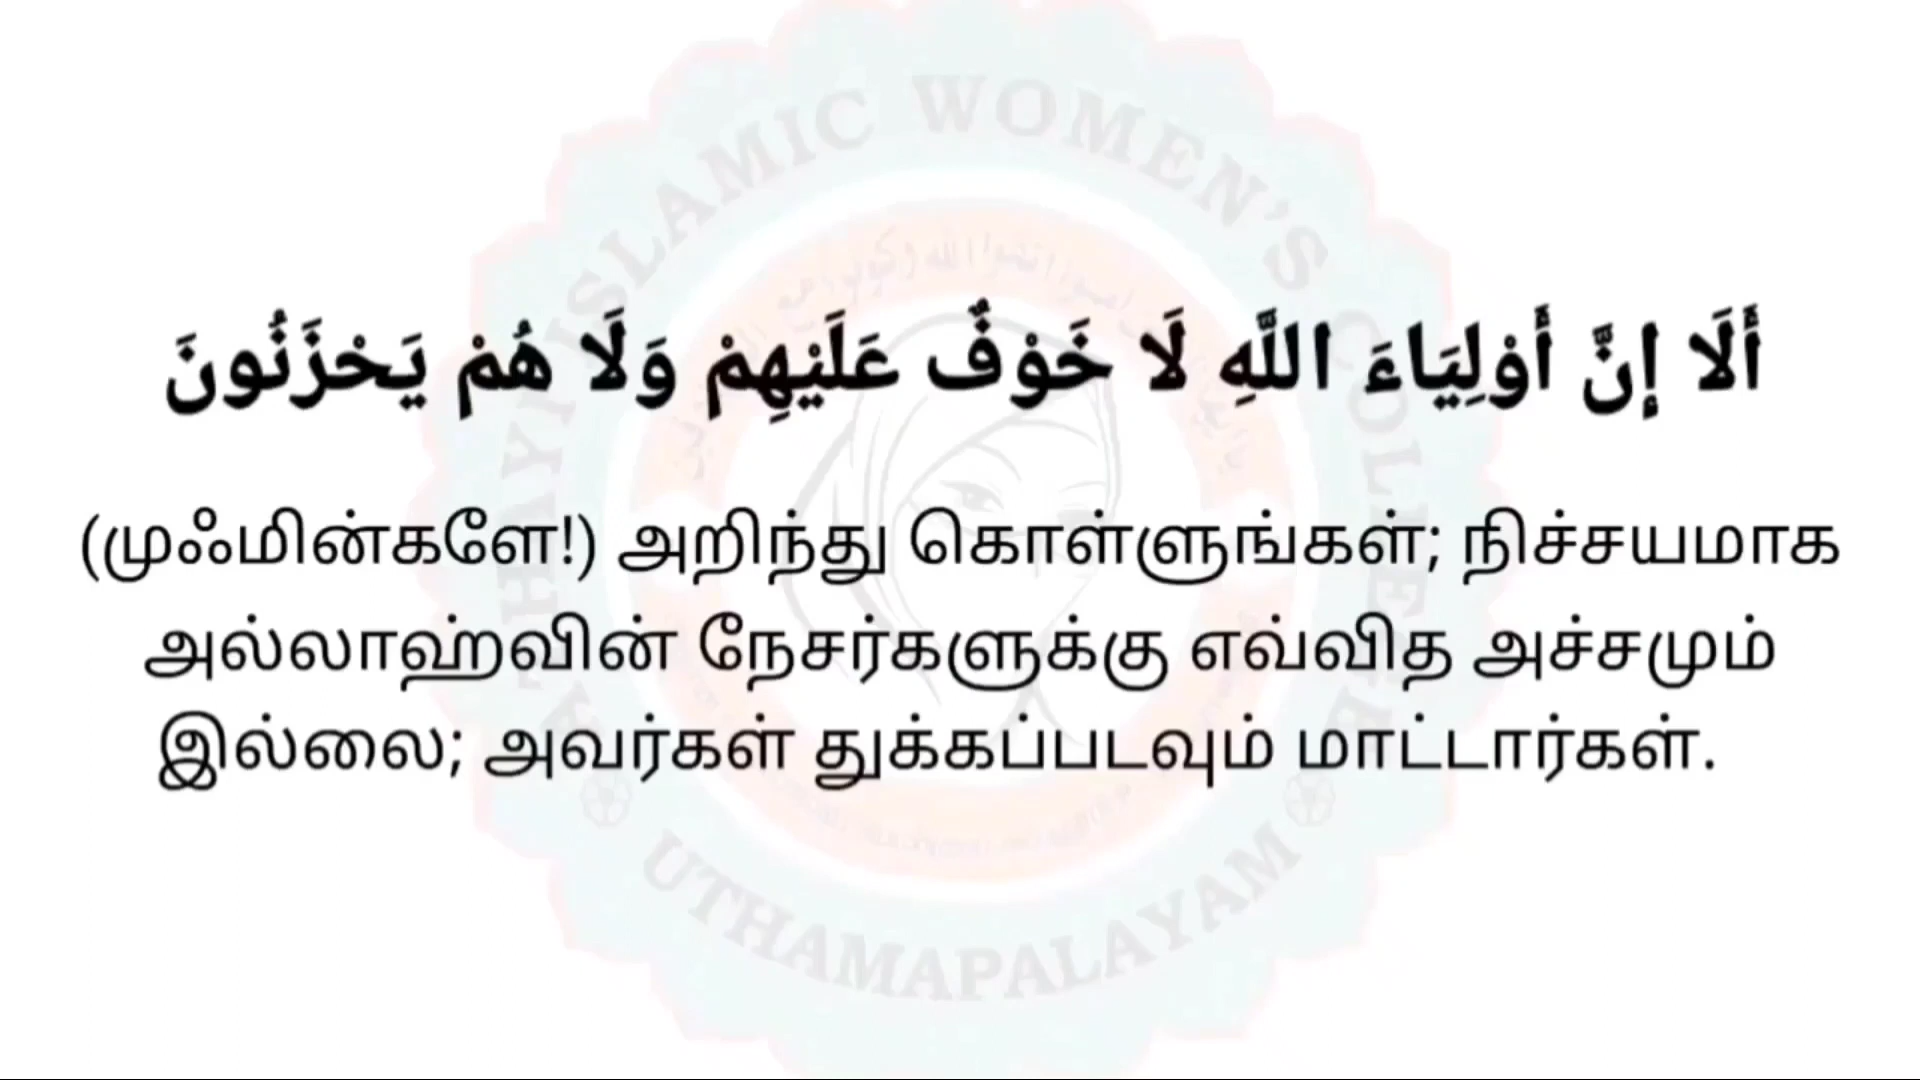 أَلَا إِنَّ أَوْلِيَاءَ اللَّهِ لَا خَوْفٌ عَلَيْهِمْ وَلَا هُمْ يَحْزَنُونَ
(முஃமின்களே!) அறிந்து கொள்ளுங்கள்; நிச்சயமாக
அல்லாஹ்வின் நேசர்களுக்கு எவ்வித அச்சமும்
இல்லை; அவர்கள் துக்கப்படவும் மாட்டார்கள்.
ISLAMIC WOMEN'S COLLEGE
UTHAMAPALAYAM